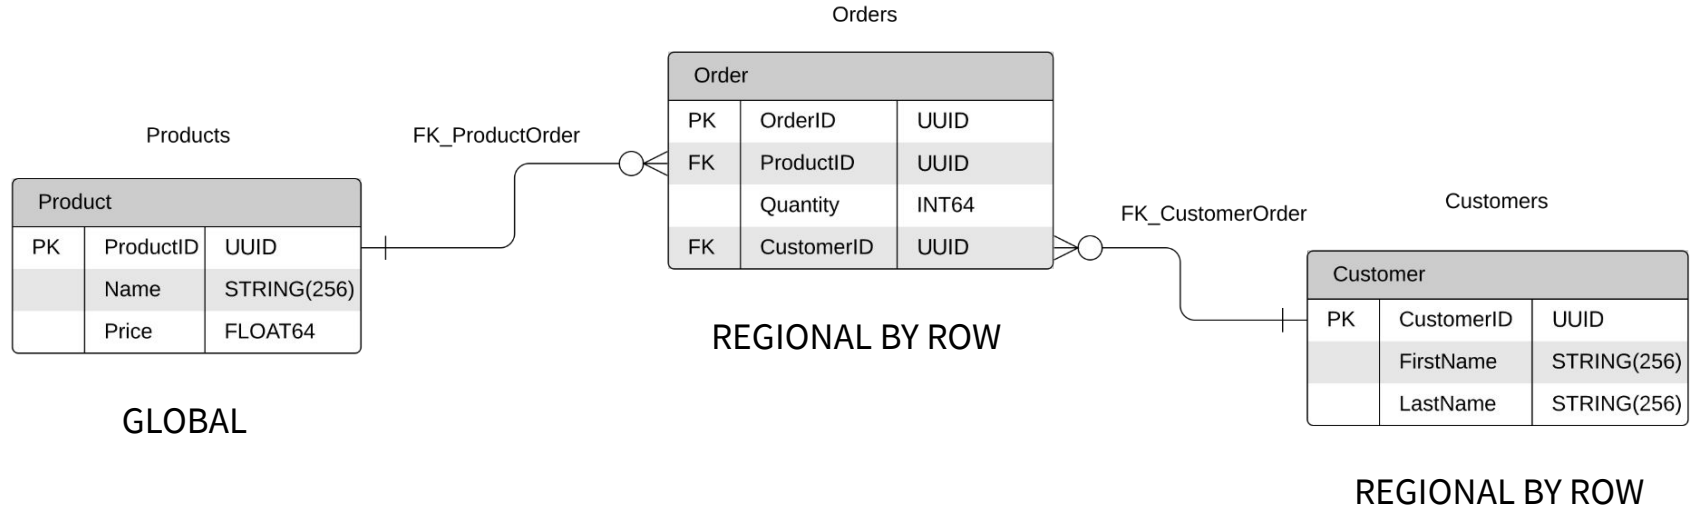 Products
Product
PK ProductID UUID
Name STRING(256)
Price FLOAT64
GLOBAL
FK_ProductOrder
Orders
Order
PK OrderID UUID
FK ProductID UUID
Quantity INT64
FK CustomerID UUID
REGIONAL BY ROW
FK_CustomerOrder
Customers
Customer
PK CustomerID UUID
FirstName STRING(256)
LastName STRING(256)
REGIONAL BY ROW